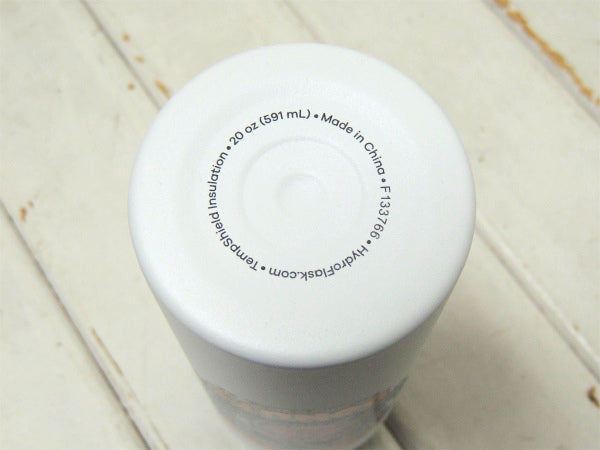 TempShield Insulation • 20 oz (591 mL) • Made in China • F133766 • HydroFlask.com •